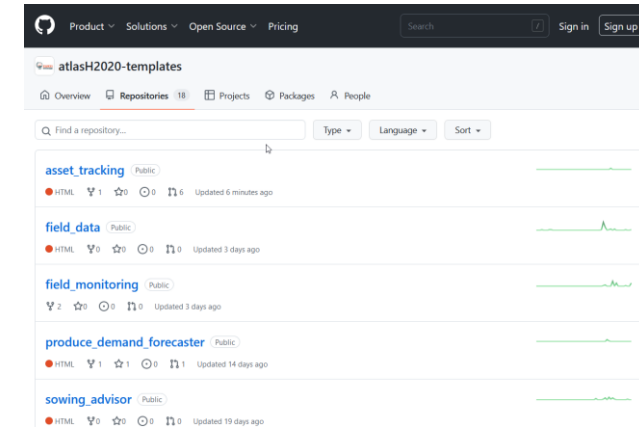 Product Solutions Open Source Pricing Search / Sign in Sign up
atlasH2020-templates
Overview Repositories 18 Projects Packages People
Find a repository... Type Language Sort
asset_tracking Public
HTML 1 0 0 6 Updated 6 minutes ago
field_data Public
HTML 0 0 0 0 Updated 3 days ago
field_monitoring Public
2 0 0 0 Updated 3 days ago
produce_demand_forecaster Public
HTML 1 1 0 1 Updated 14 days ago
sowing_advisor Public
HTML 0 0 0 0 Updated 19 days ago